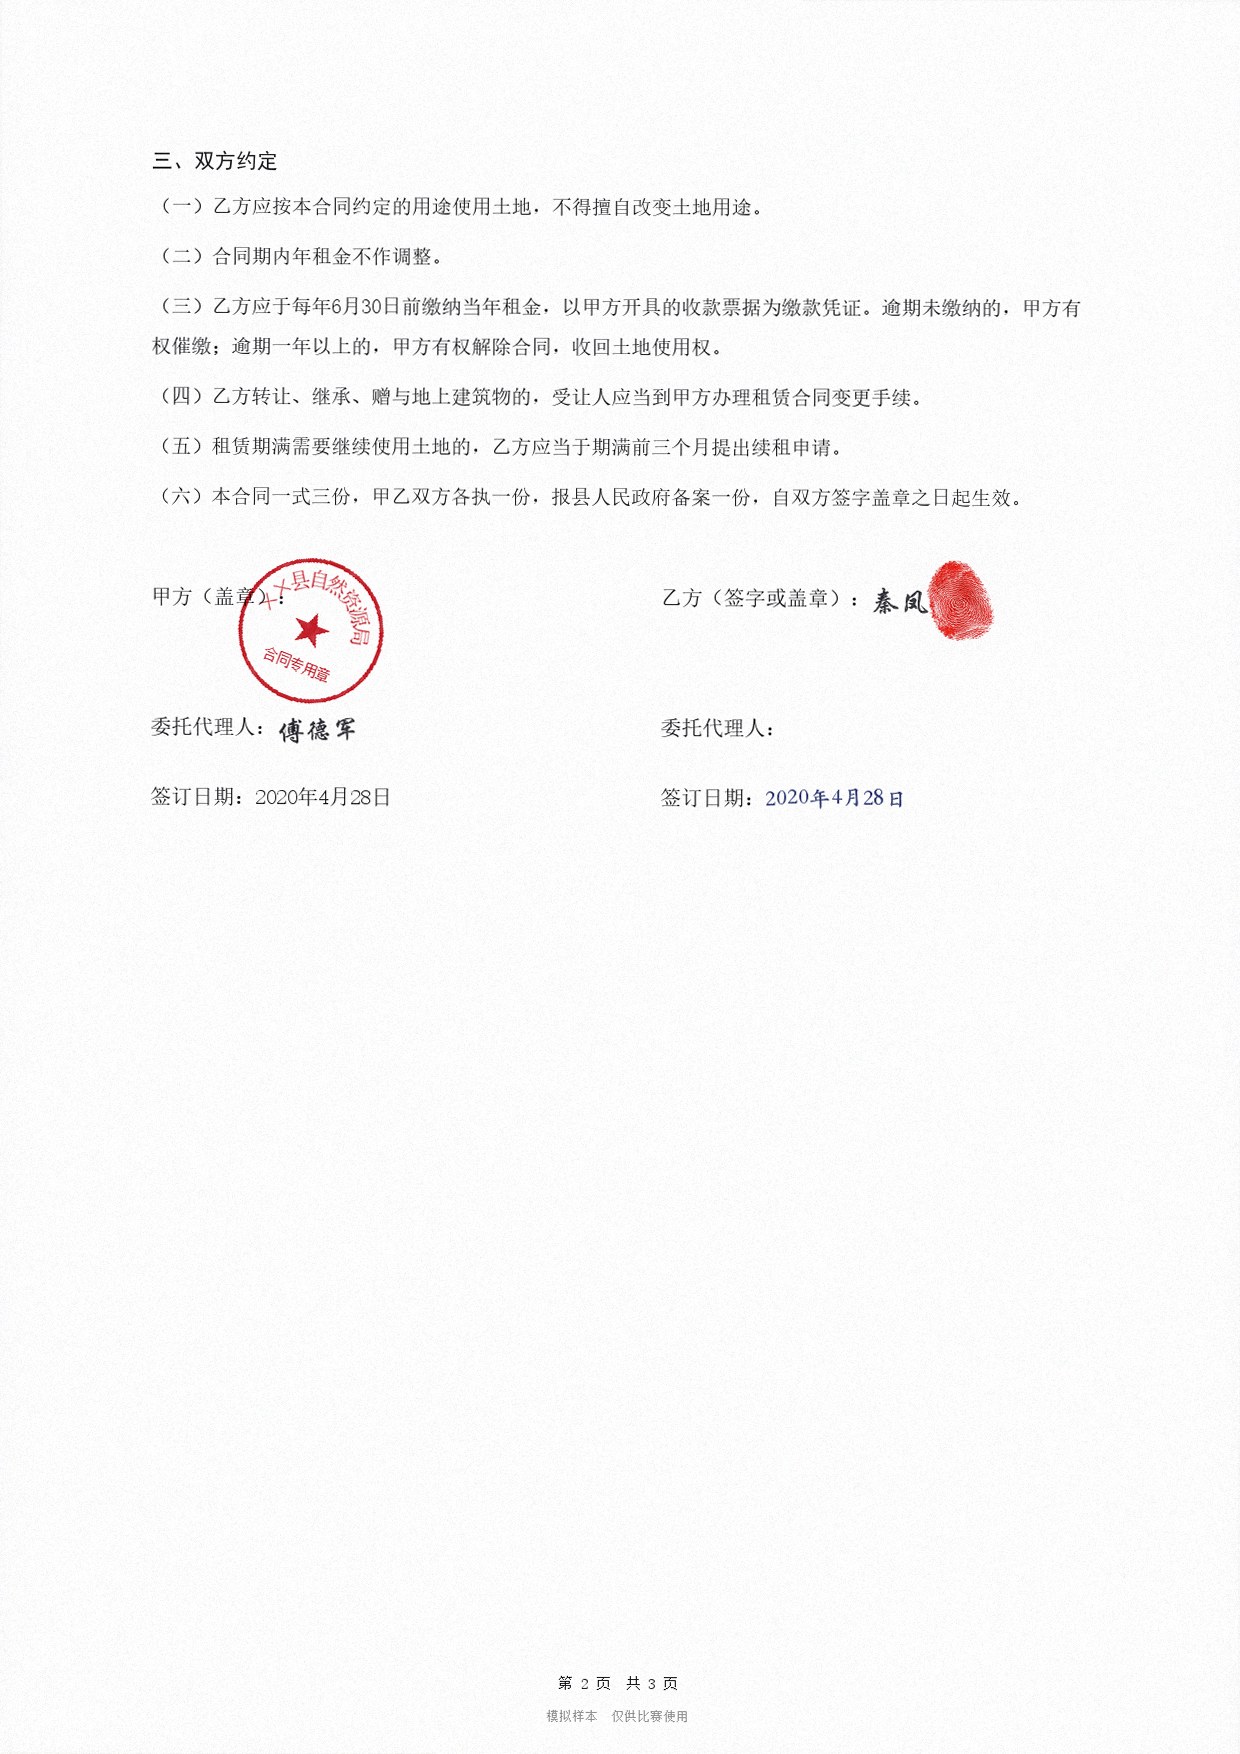 三、双方约定
（一）乙方应按本合同约定的用途使用土地，不得擅自改变土地用途。
（二）合同期内年租金不作调整。
（三）乙方应于每年6月30日前缴纳当年租金，以甲方开具的收款票据为缴款凭证。逾期未缴纳的，甲方有
权催缴；逾期一年以上的，甲方有权解除合同，收回土地使用权。
（四）乙方转让、继承、赠与地上建筑物的，受让人应当到甲方办理租赁合同变更手续。
（五）租赁期满需要继续使用土地的，乙方应当于期满前三个月提出续租申请。
（六）本合同一式三份，甲乙双方各执一份，报县人民政府备案一份，自双方签字盖章之日起生效。
甲方（盖章）：
××县自然资源局
合同专用章
乙方（签字或盖章）：秦凤
委托代理人：傅德军
委托代理人：
签订日期：2020年4月28日
签订日期：2020年4月28日
第 2 页 共 3 页
模拟样本 仅供比赛使用